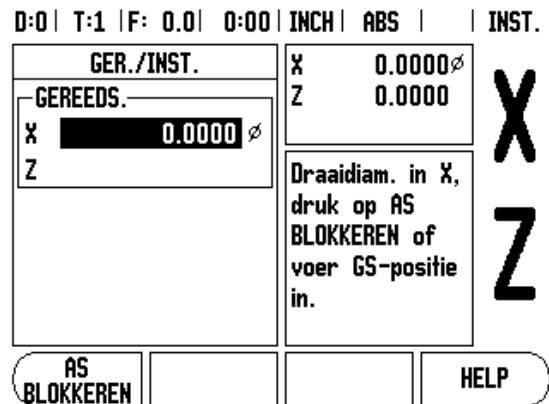 D:0 | T:1 | F: 0.0 | 0:00 | INCH | ABS | | INST.
GER./INST.
GEREEDS.
X 0.0000 ⌀
Z
X 0.0000⌀
Z 0.0000
Draaidiam. in X,
druk op AS
BLOKKEREN of
voer GS-positie
in.
X
Z
AS
BLOKKEREN
HELP